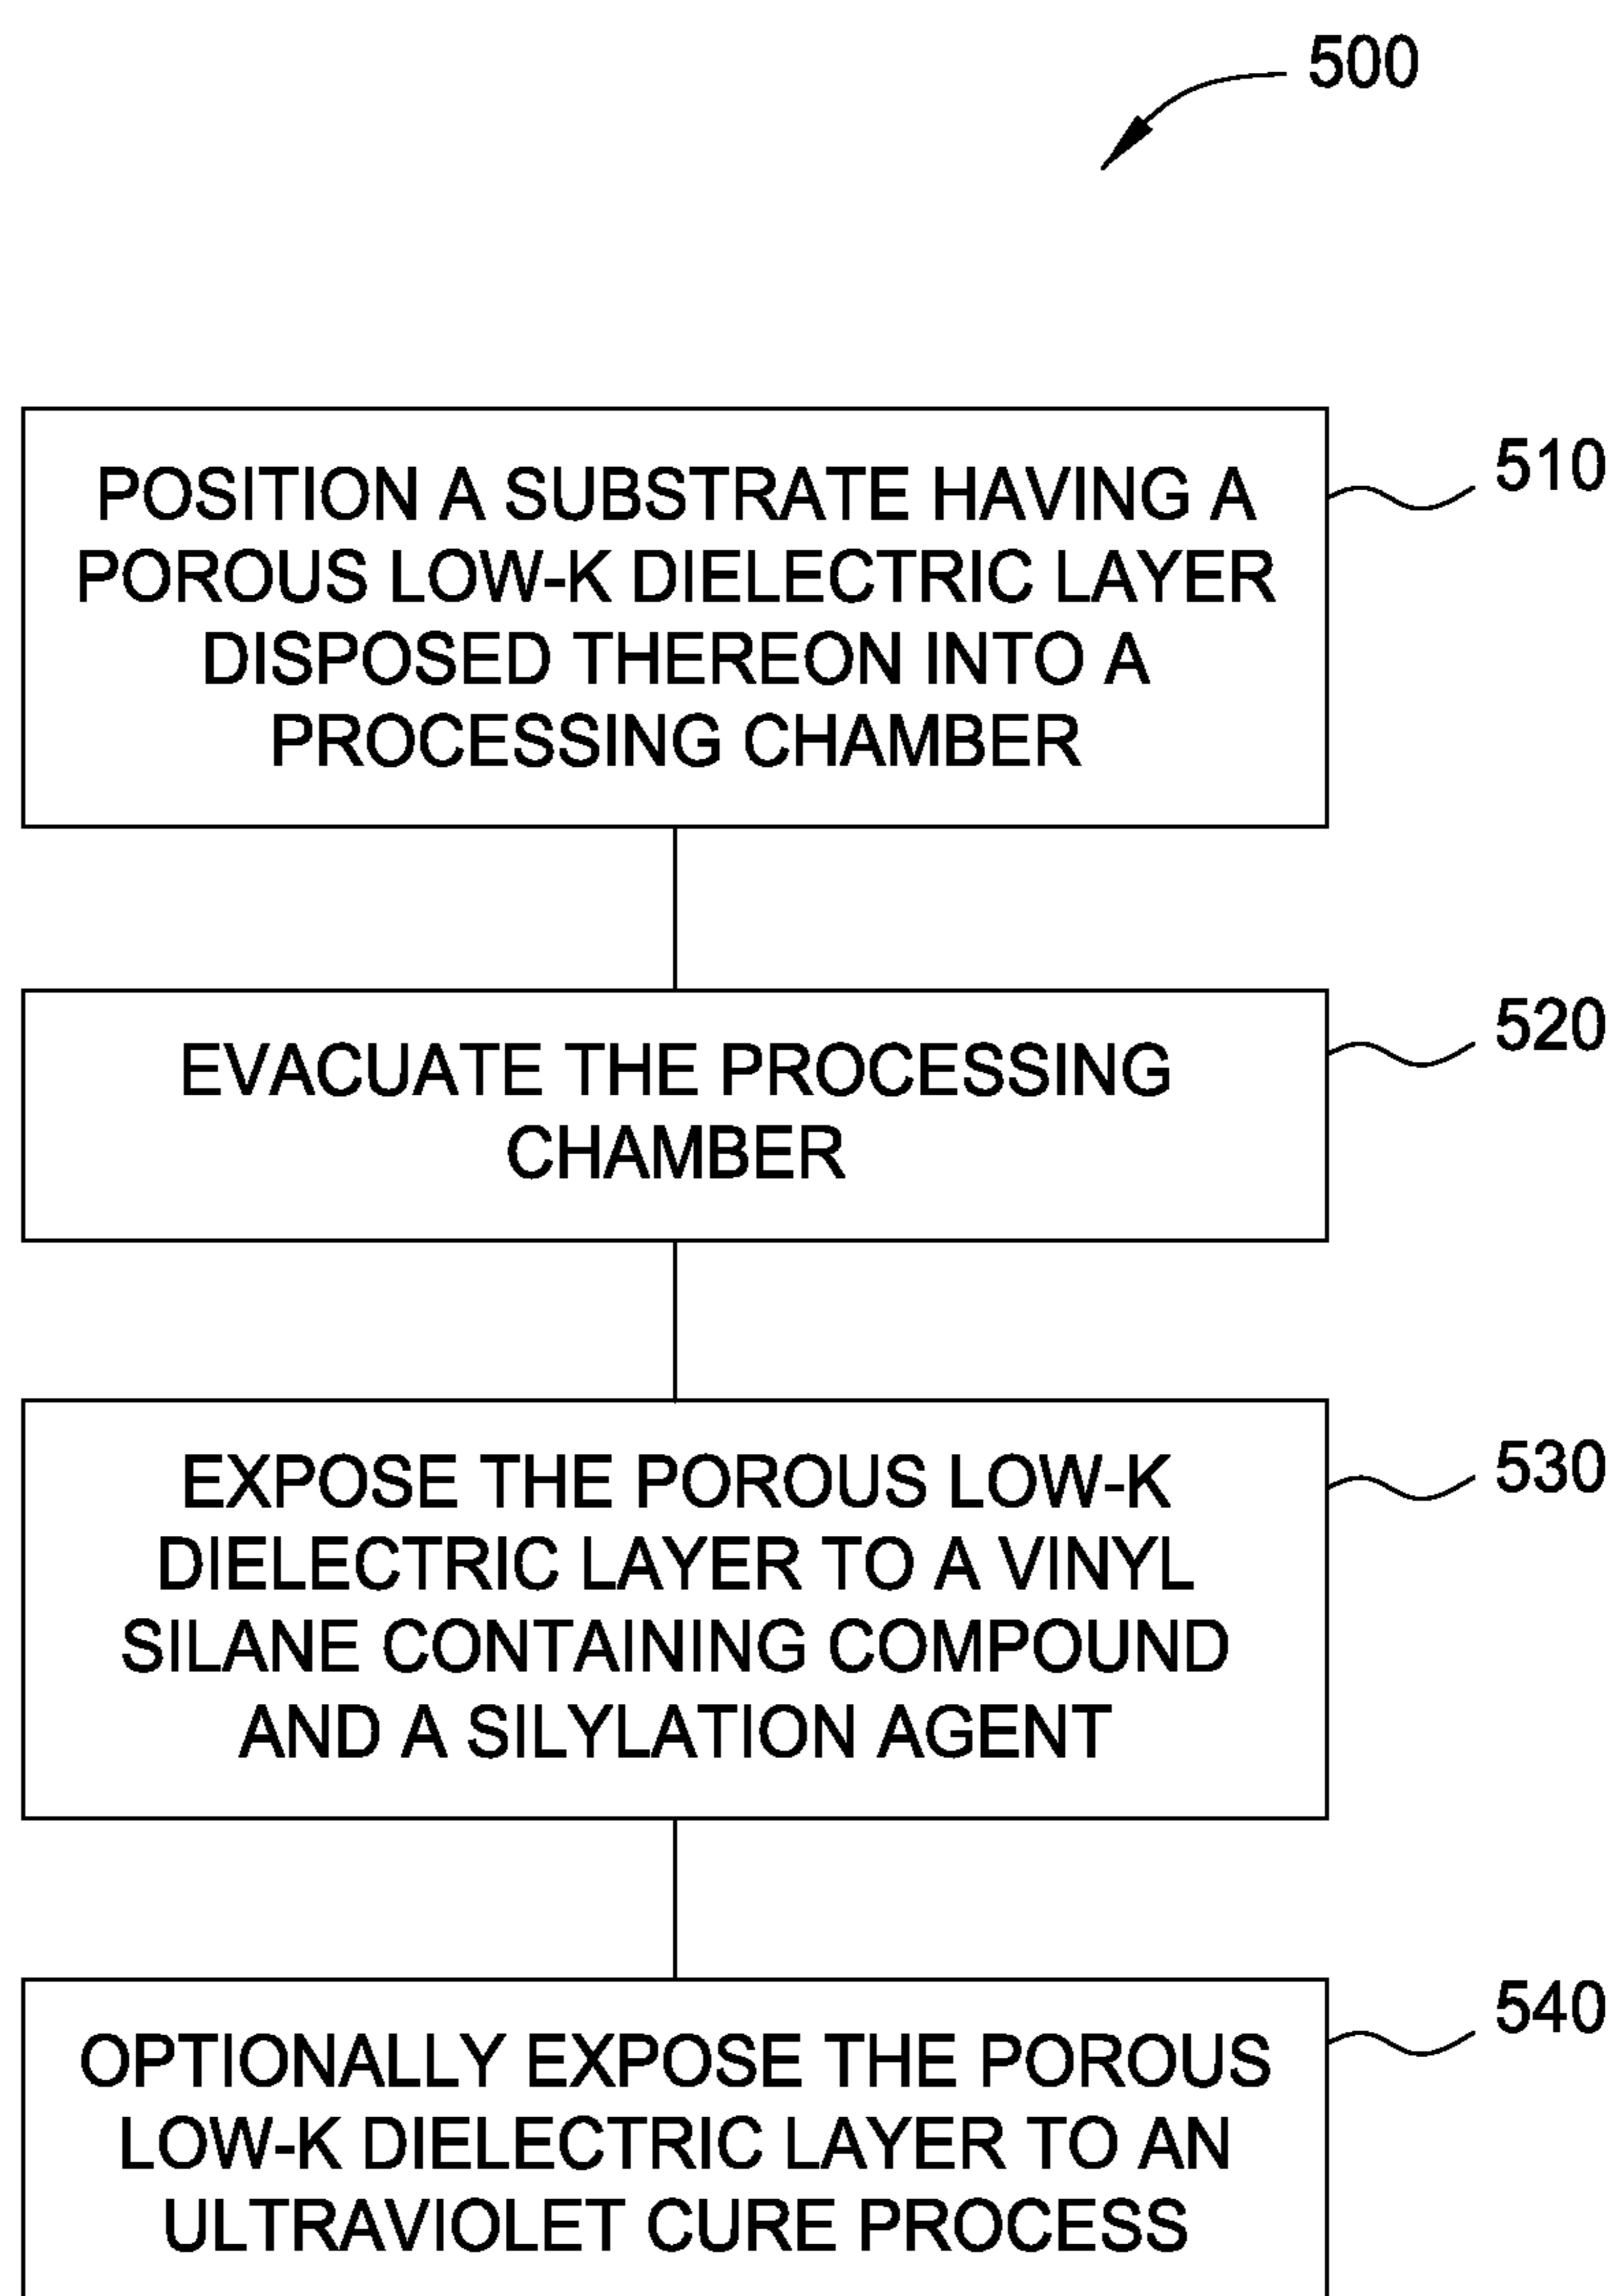 500
POSITION A SUBSTRATE HAVING A
POROUS LOW-K DIELECTRIC LAYER
DISPOSED THEREON INTO A
PROCESSING CHAMBER
510
EVACUATE THE PROCESSING
CHAMBER
520
EXPOSE THE POROUS LOW-K
DIELECTRIC LAYER TO A VINYL
SILANE CONTAINING COMPOUND
AND A SILYLATION AGENT
530
OPTIONALLY EXPOSE THE POROUS
LOW-K DIELECTRIC LAYER TO AN
ULTRAVIOLET CURE PROCESS
540